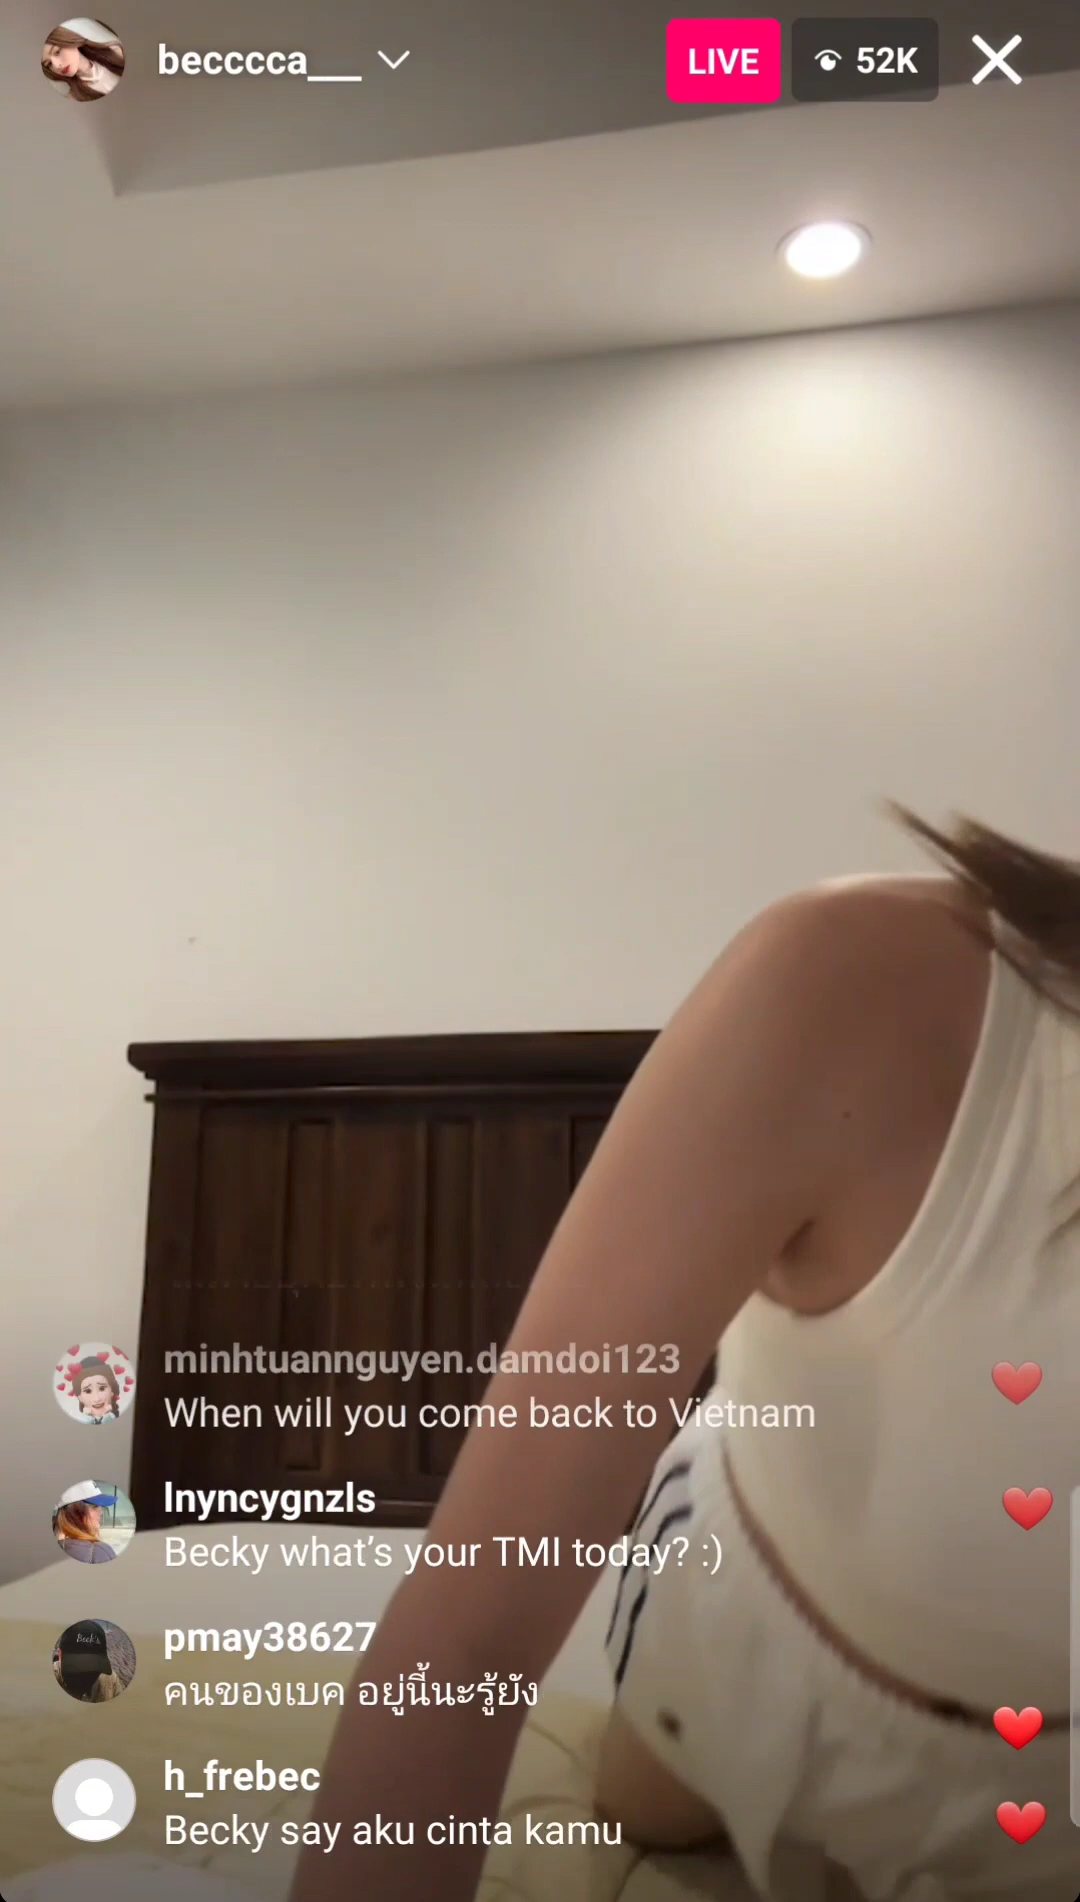 becccca___
LIVE
52K
minhtuannguyen.damdoi123
When will you come back to Vietnam
lnyncygnzls
Becky what's your TMI today? :)
pmay38627
คนของเบค อยู่นี้นะรู้ยัง
h_frebec
Becky say aku cinta kamu